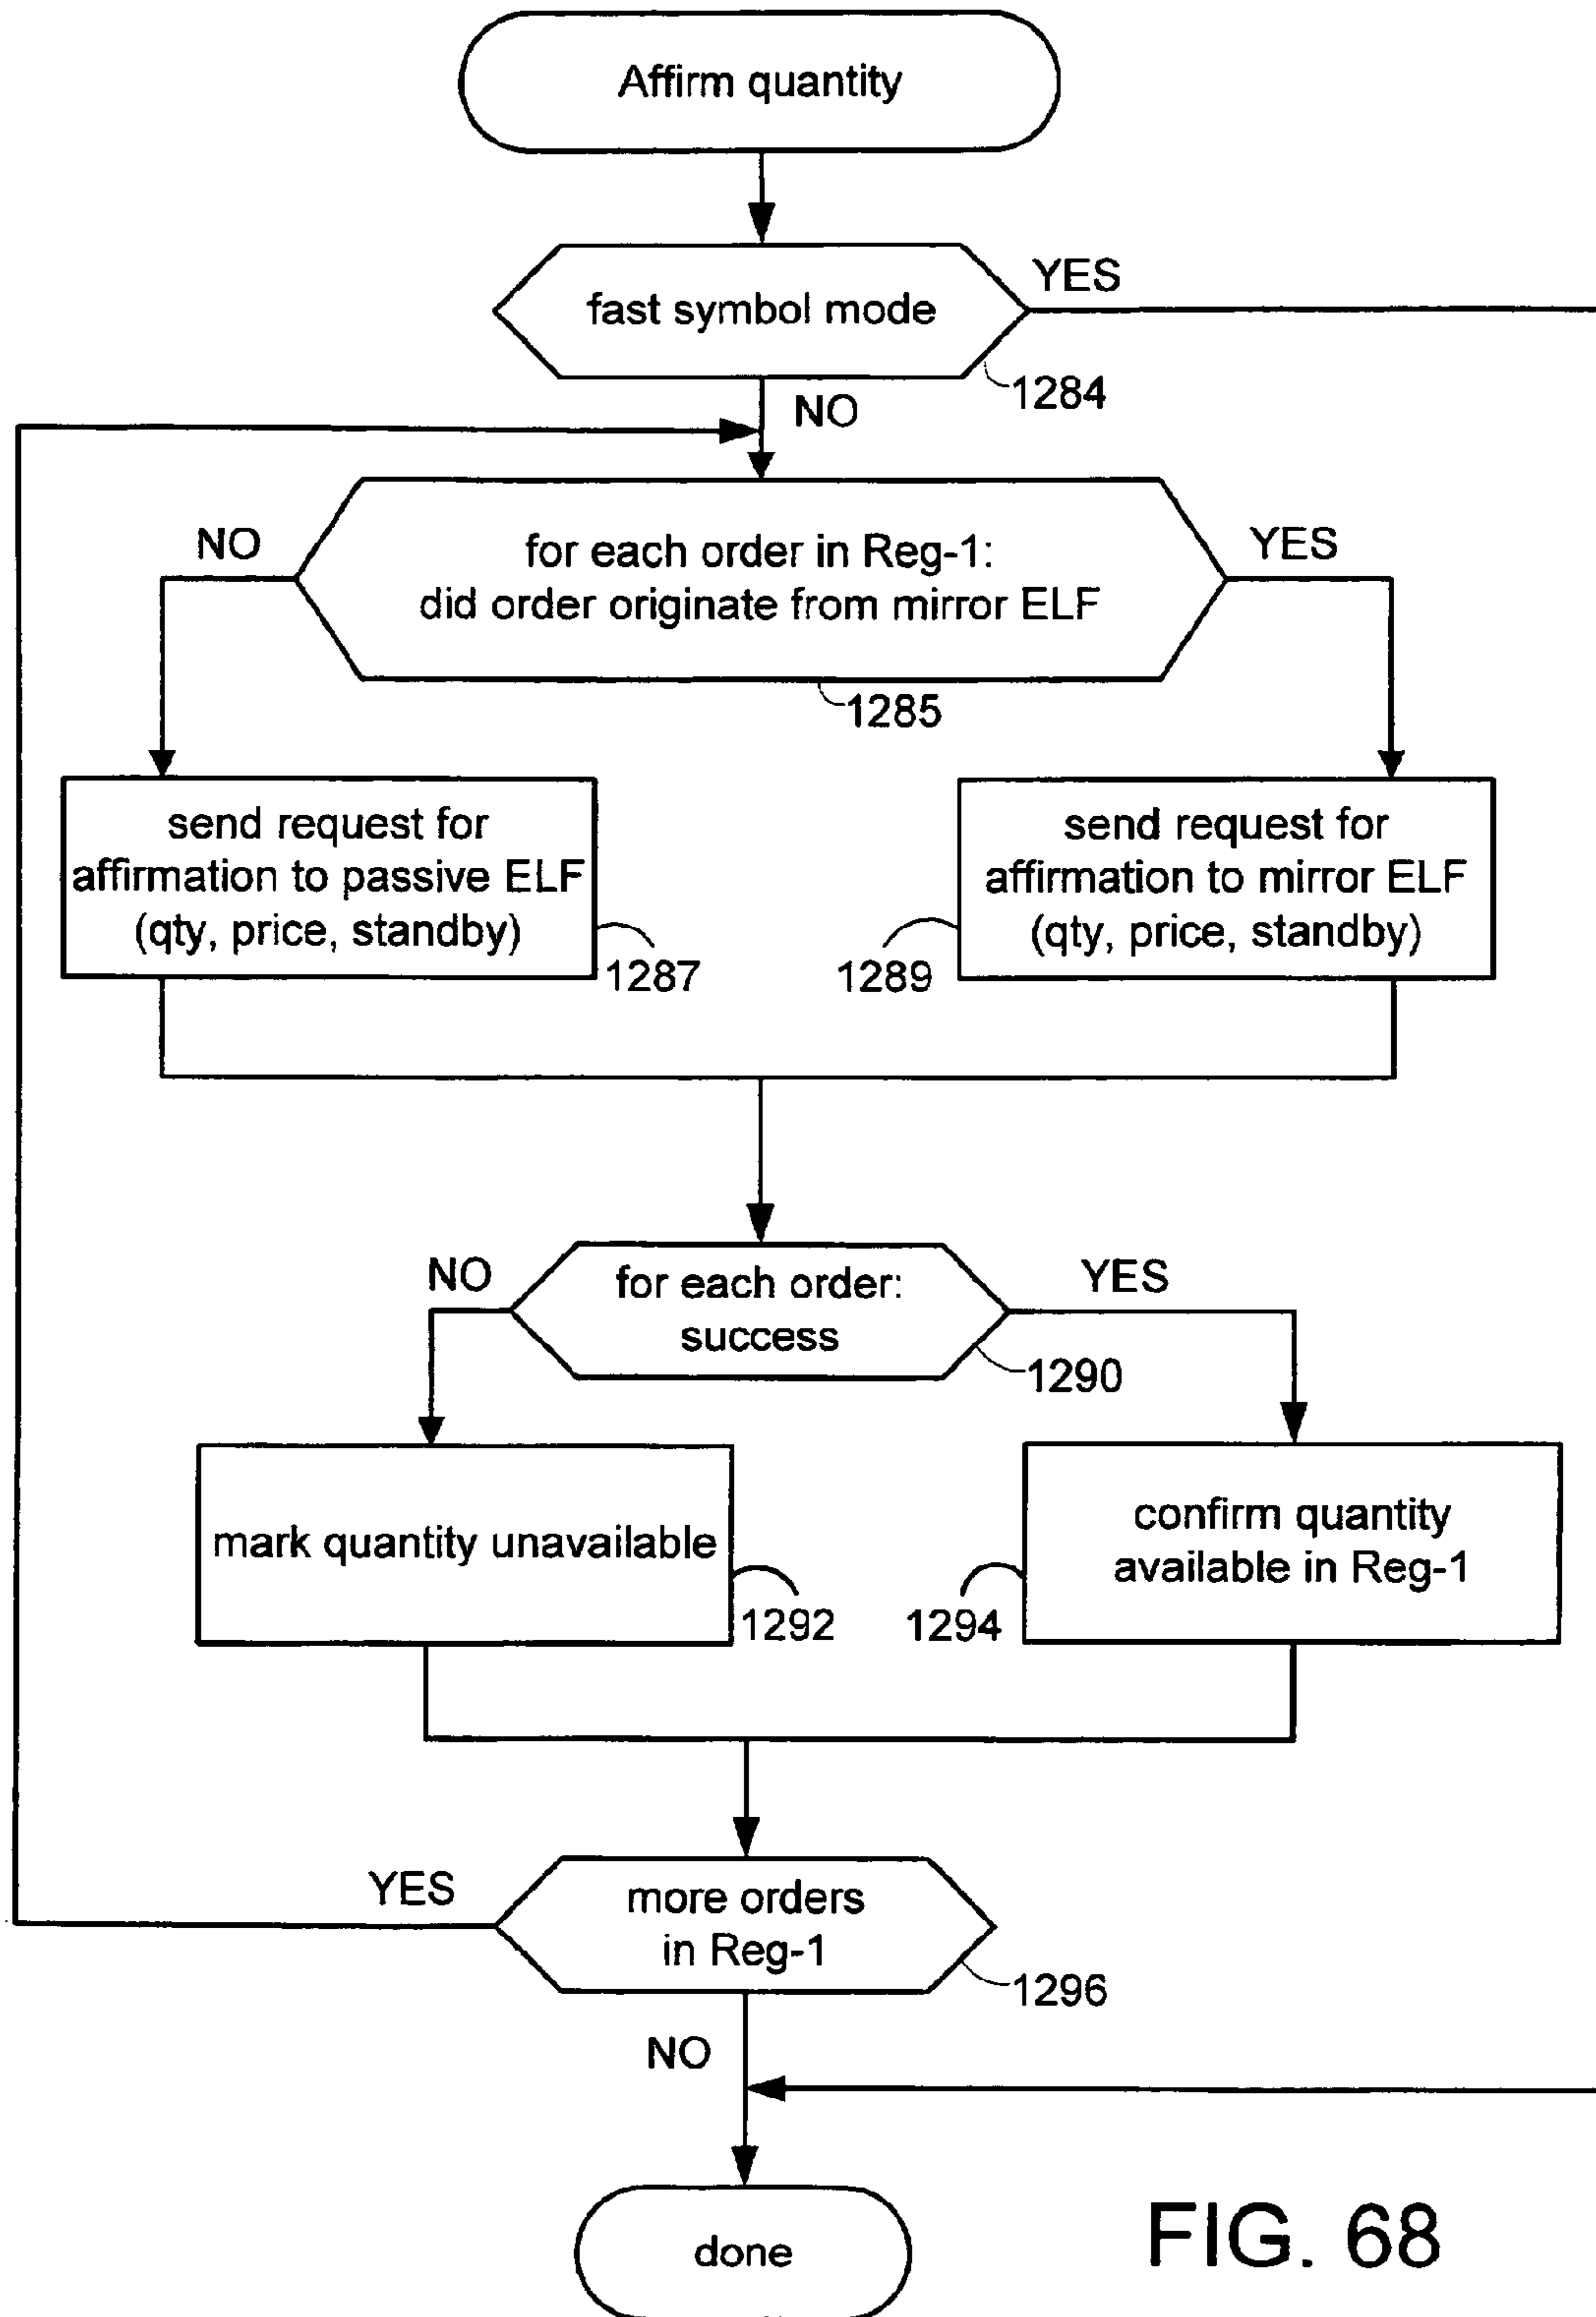 Affirm quantity
fast symbol mode
YES
1284
NO
NO
for each order in Reg-1:
did order originate from mirror ELF
YES
1285
send request for
affirmation to passive ELF
(qty, price, standby)
1287
send request for
affirmation to mirror ELF
(qty, price, standby)
1289
NO
for each order:
success
YES
1290
mark quantity unavailable
1292
confirm quantity
available in Reg-1
1294
YES
more orders
in Reg-1
1296
NO
done
FIG. 68